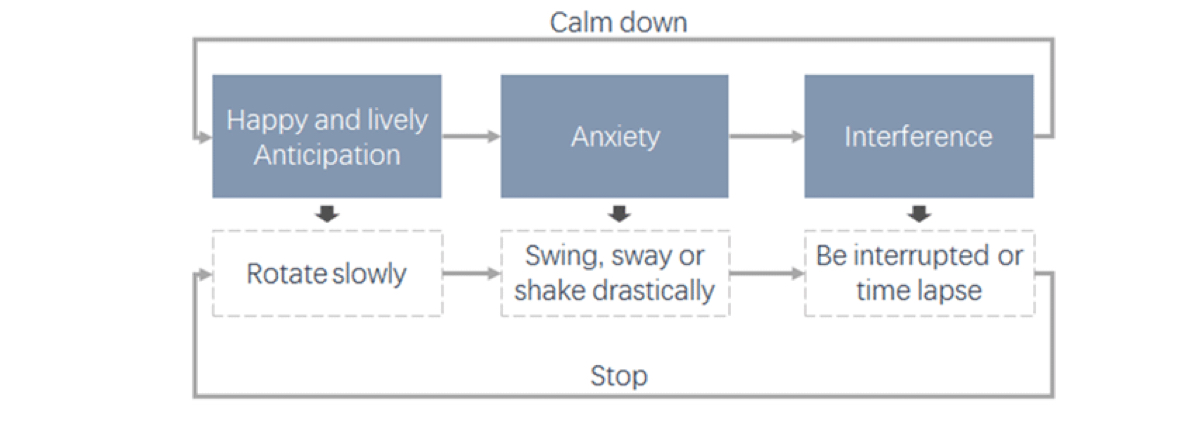 Calm down
Happy and lively
Anticipation
Anxiety
Interference
Rotate slowly
Swing, sway or
shake drastically
Be interrupted or
time lapse
Stop